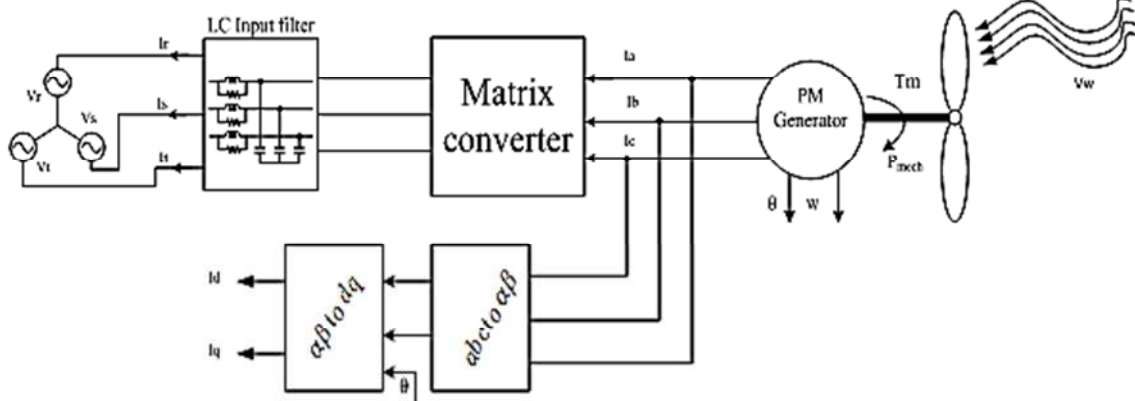 LC Input filter
Ir
Vr
Is
Vs
Vt
It
Matrix
converter
Ia
Ib
Ic
PM
Generator
Tm
Pmech
θ
w
Vw
Id
Iq
αβ to dq
abc to αβ
θ